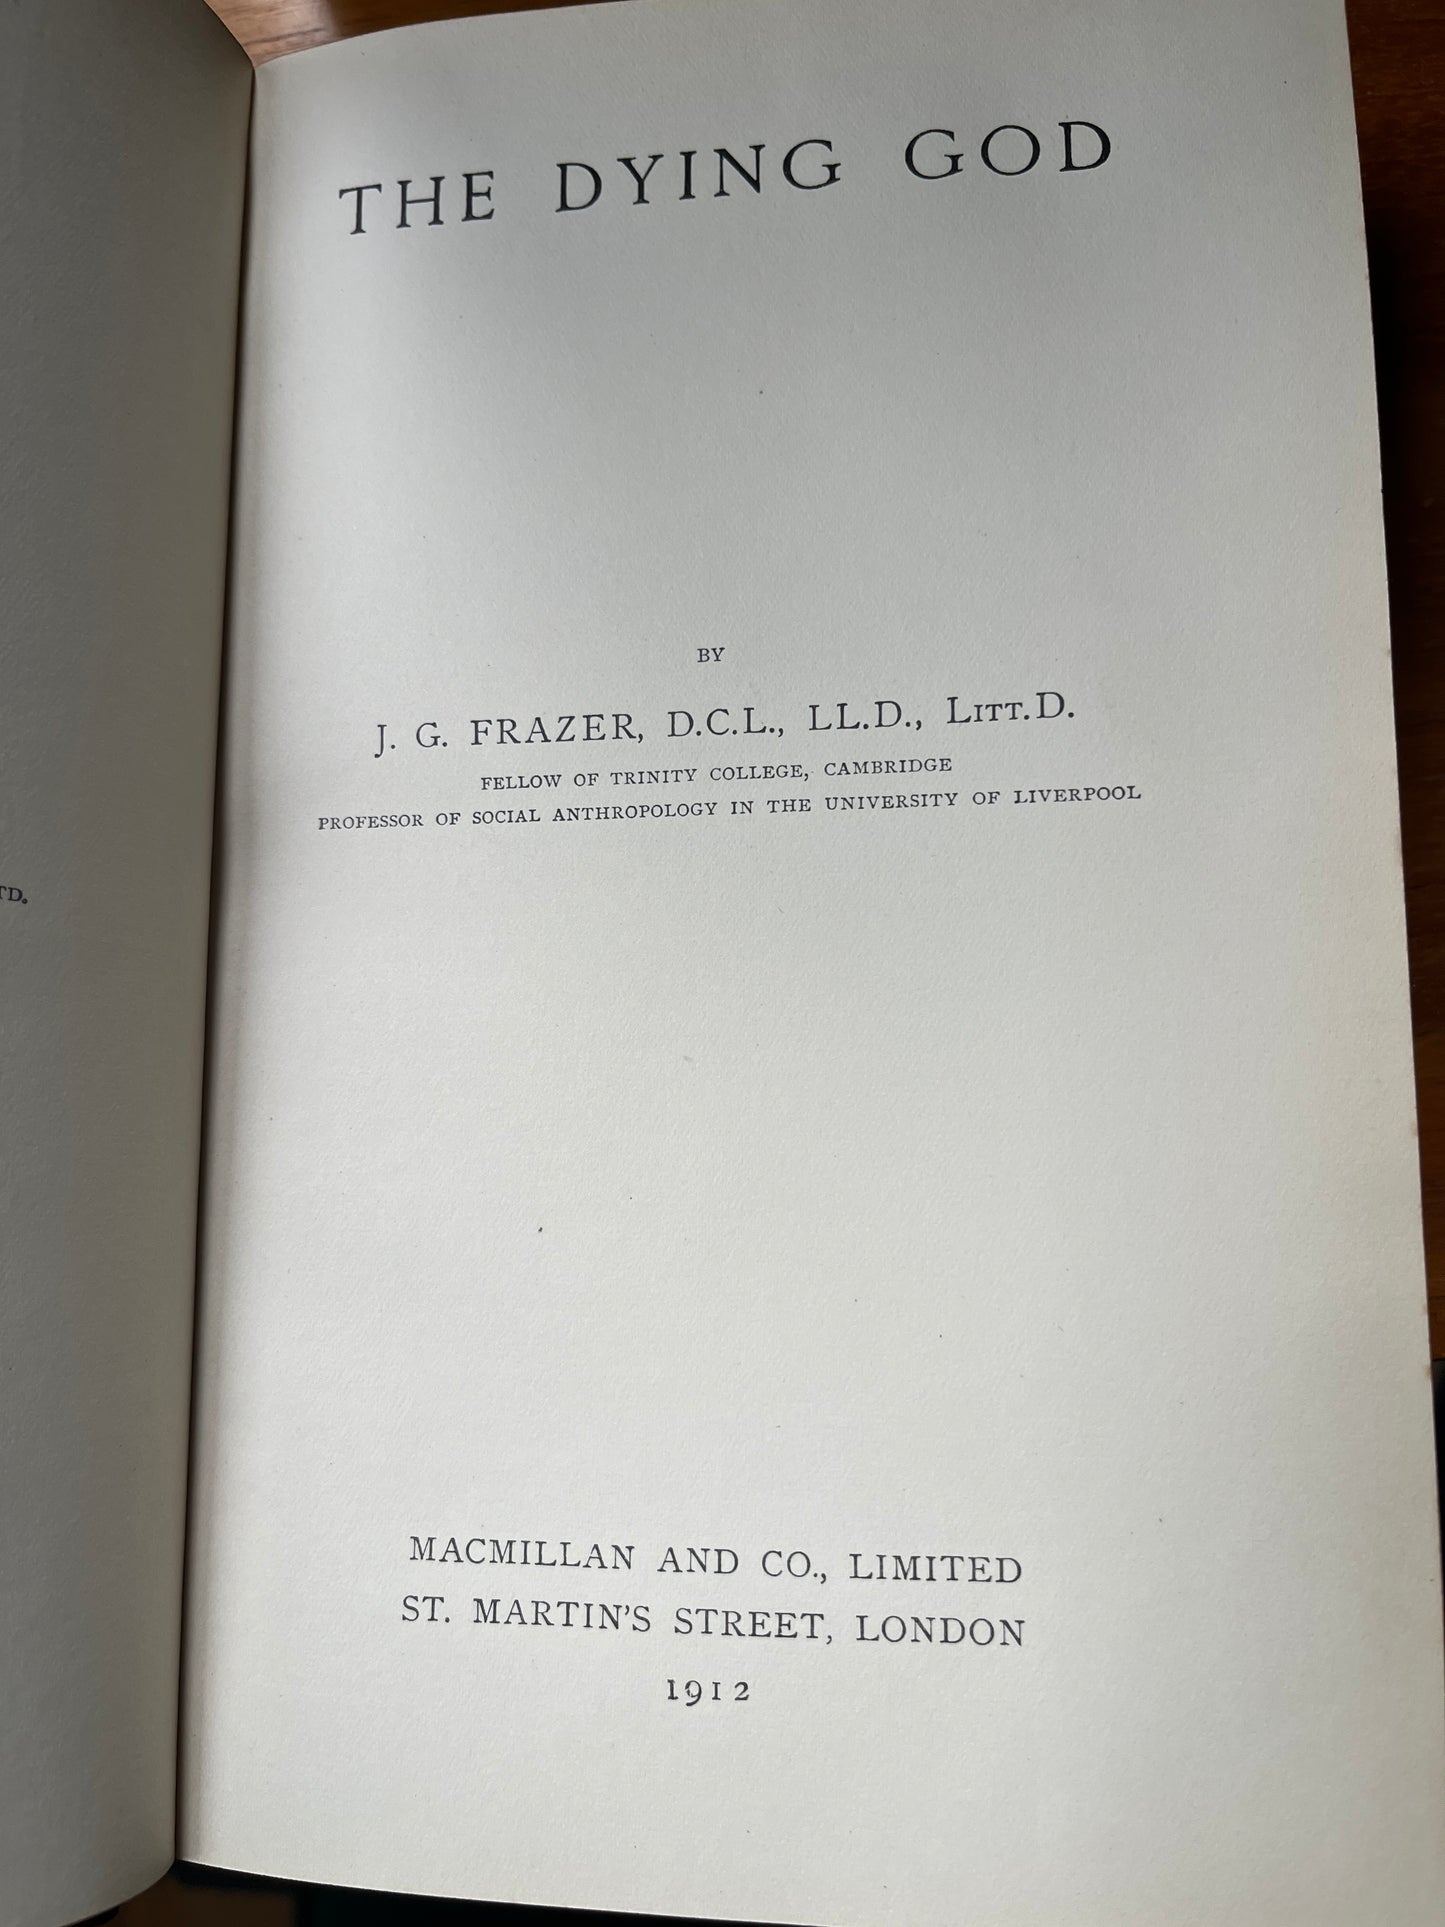 THE DYING GOD
BY
J. G. FRAZER, D.C.L., LL.D., LITT.D.
FELLOW OF TRINITY COLLEGE, CAMBRIDGE
PROFESSOR OF SOCIAL ANTHROPOLOGY IN THE UNIVERSITY OF LIVERPOOL
MACMILLAN AND CO., LIMITED
ST. MARTIN'S STREET, LONDON
1912